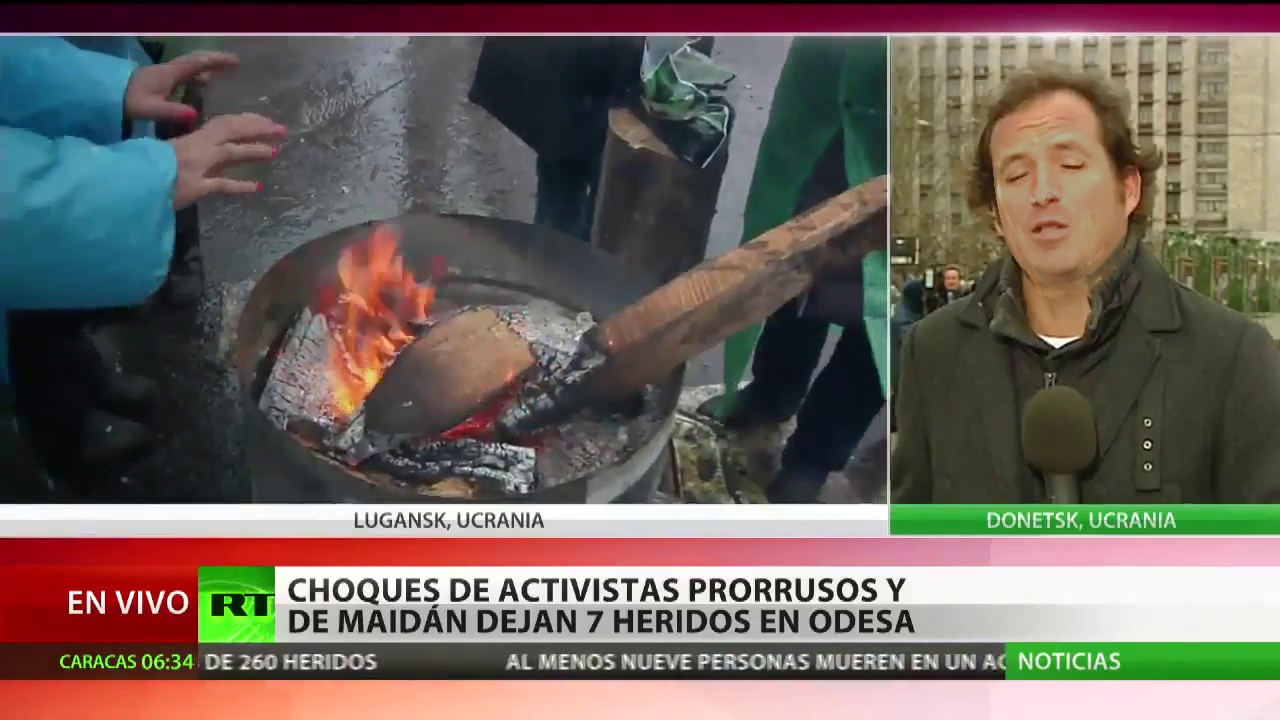 LUGANSK, UCRANIA
DONETSK, UCRANIA
EN VIVO
RT
CHOQUES DE ACTIVISTAS PRORRUSOS Y
DE MAIDÁN DEJAN 7 HERIDOS EN ODESA
CARACAS 06:34
DE 260 HERIDOS
AL MENOS NUEVE PERSONAS MUEREN EN UN
NOTICIAS